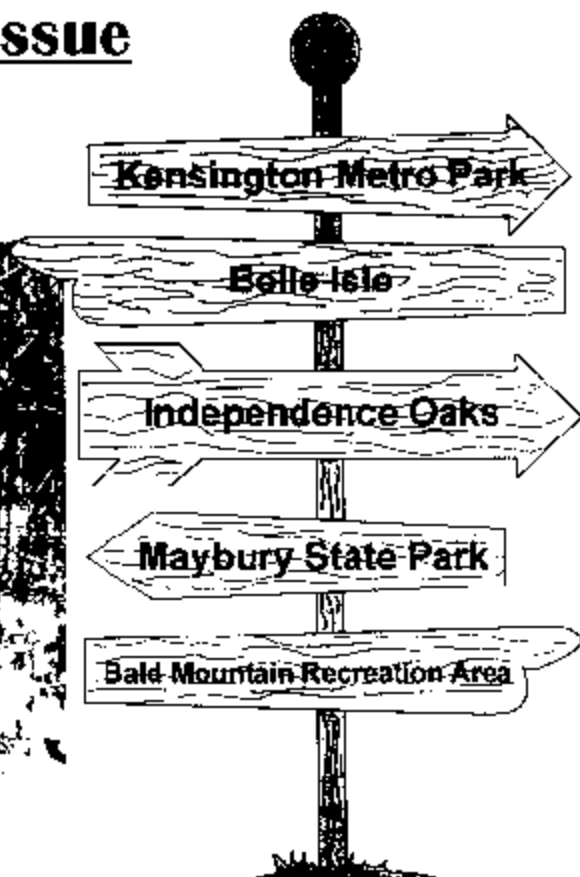 ssue
Kensington Metro Park
Belle Isle
Independence Oaks
Maybury State Park
Bald Mountain Recreation Area